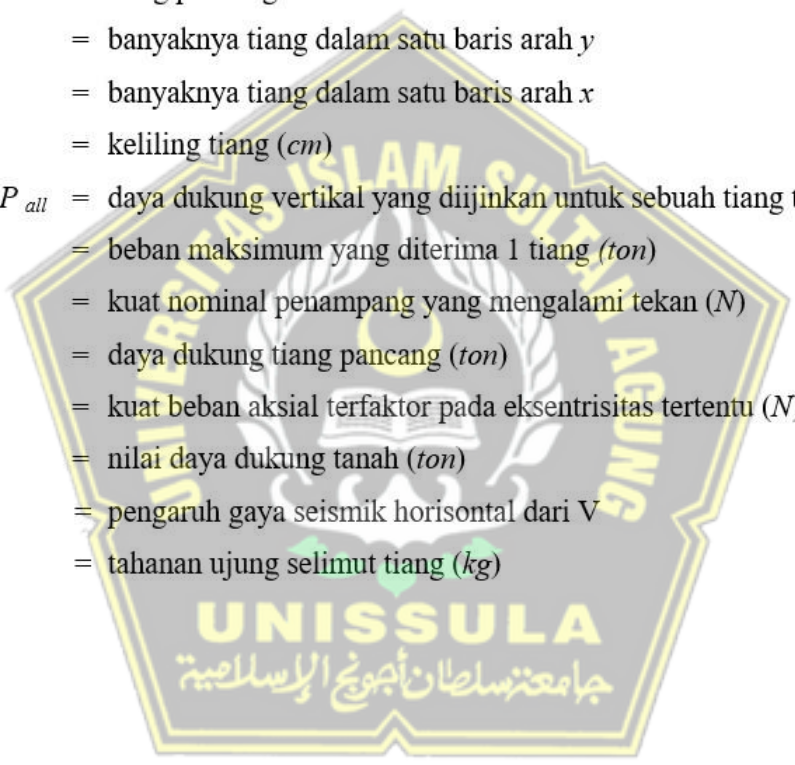 = banyaknya tiang dalam satu baris arah y
= banyaknya tiang dalam satu baris arah x
= keliling tiang (cm)
P all = daya dukung vertikal yang diijinkan untuk sebuah tiang
= beban maksimum yang diterima 1 tiang (ton)
= kuat nominal penampang yang mengalami tekan (N)
= daya dukung tiang pancang (ton)
= kuat beban aksial terfaktor pada eksentrisitas tertentu (N)
= nilai daya dukung tanah (ton)
= pengaruh gaya seismik horisontal dari V
= tahanan ujung selimut tiang (kg)
UNIVERSITAS ISLAM SULTAN AGUNG
UNISSULA
جامعتسلطان أجونج الإسلامية